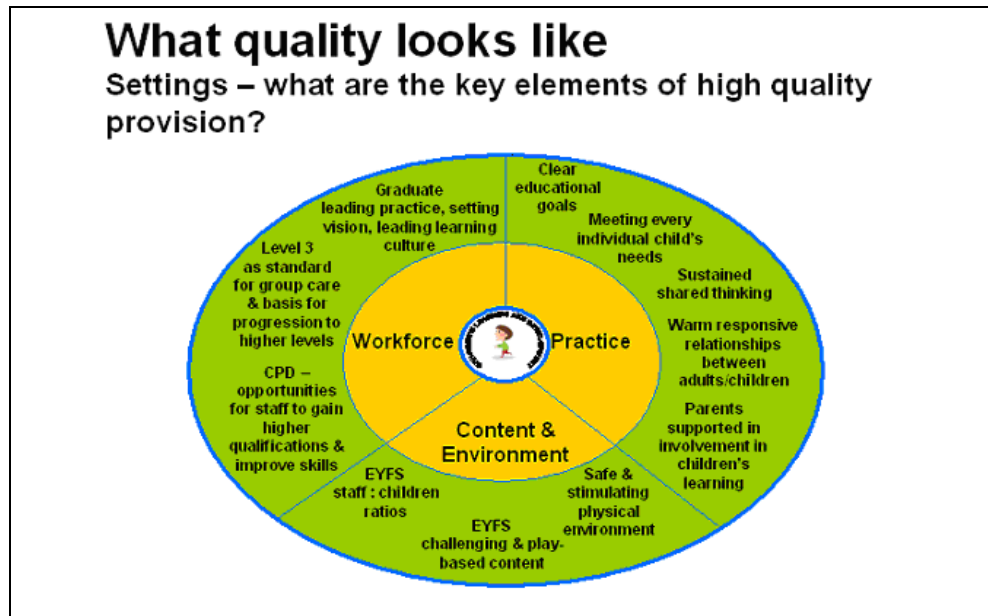 What quality looks like
Settings – what are the key elements of high quality
provision?
Graduate
leading practice, setting
vision, leading learning
culture
Level 3
as standard
for group care
& basis for
progression to
higher levels
CPD –
opportunities
for staff to gain
higher
qualifications &
improve skills
Workforce
Clear
educational
goals
Meeting every
individual child's
needs
Sustained
shared thinking
Warm responsive
relationships
between
adults/children
Parents
supported in
involvement in
children's
learning
Practice
Content &
Environment
EYFS
staff : children
ratios
EYFS
challenging & play-
based content
Safe &
stimulating
physical
environment